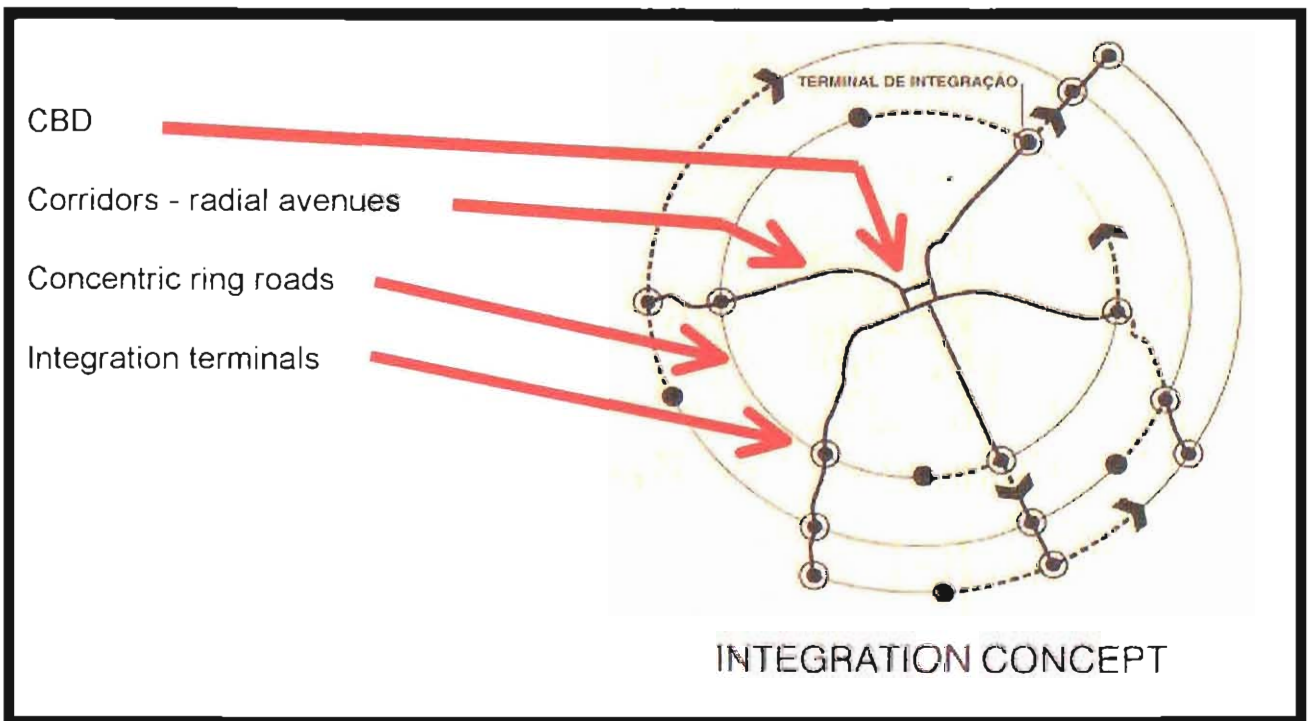 CBD
Corridors - radial avenues
Concentric ring roads
Integration terminals
TERMINAL DE INTEGRAÇÃO
INTEGRATION CONCEPT